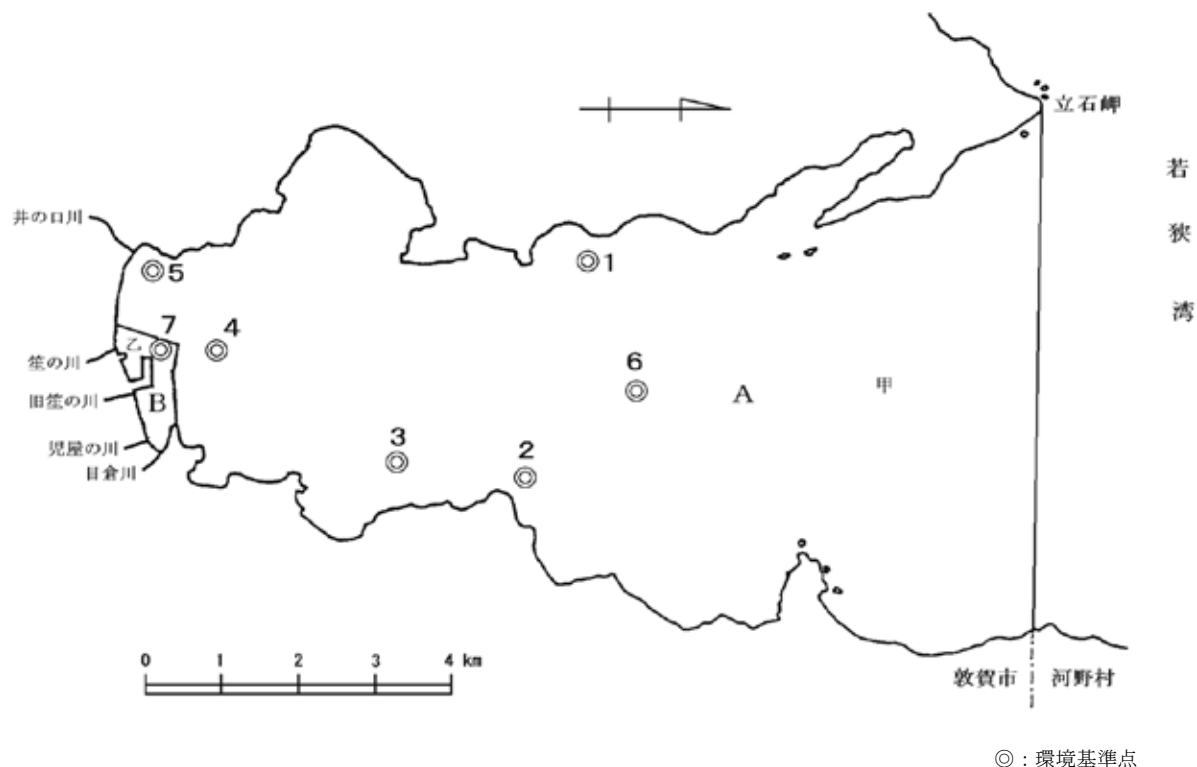 立石岬
若狭湾
井の口川
5
1
7
4
乙
笙の川
6
A
甲
旧笙の川
B
児屋の川
3
2
目倉川
0 1 2 3 4 km
敦賀市 河野村
◎：環境基準点